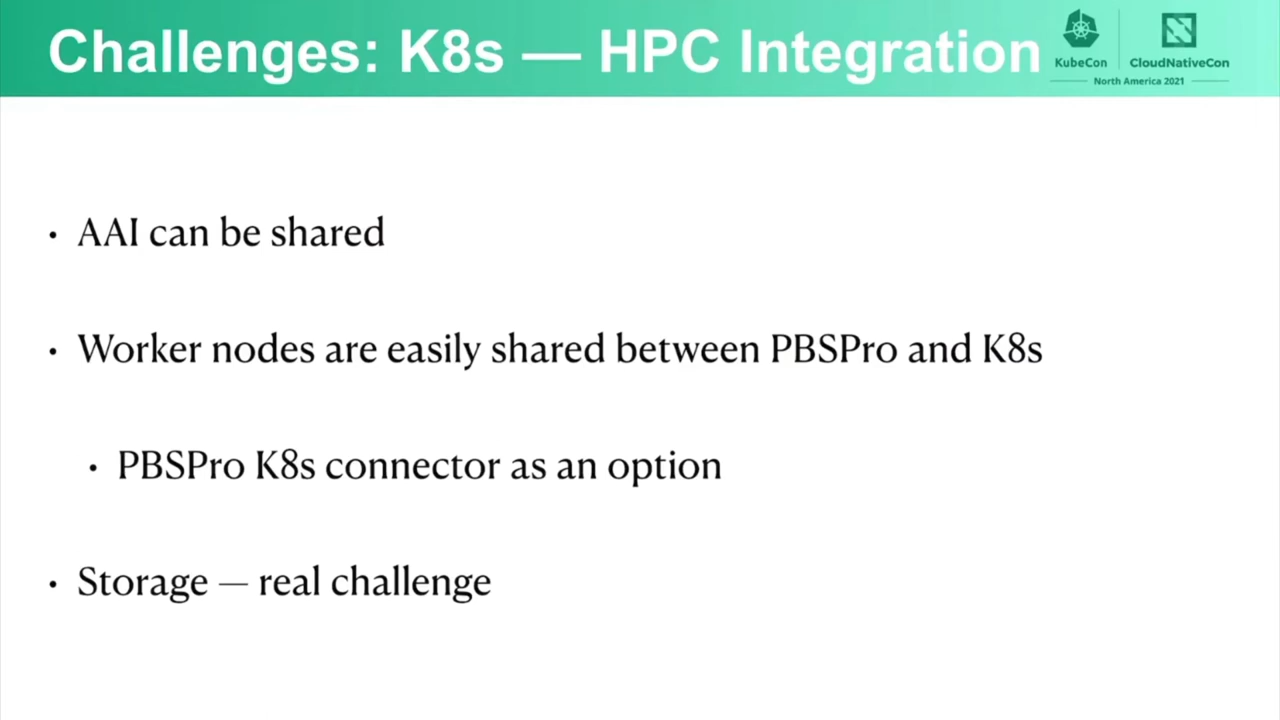 Challenges: K8s — HPC Integration
KubeCon
CloudNativeCon
North America 2021
• AAI can be shared
• Worker nodes are easily shared between PBSPro and K8s
• PBSPro K8s connector as an option
• Storage — real challenge